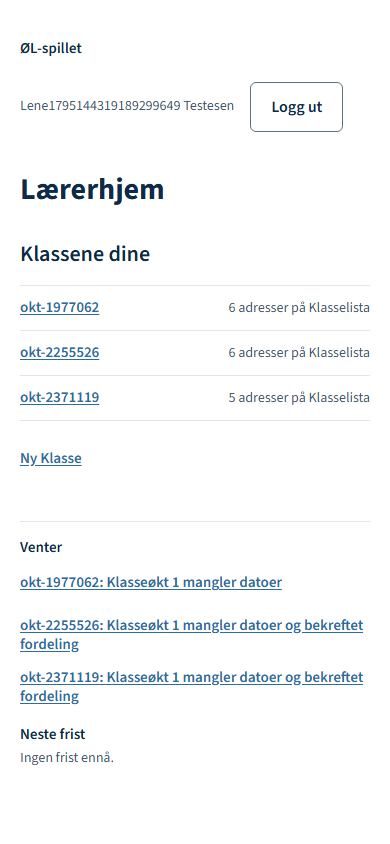 ØL-spillet
Lene1795144319189299649 Testesen
Logg ut
Lærerhjem
Klassene dine
okt-1977062 6 adresser på Klasselista
okt-2255526 6 adresser på Klasselista
okt-2371119 5 adresser på Klasselista
Ny Klasse
Venter
okt-1977062: Klasseøkt 1 mangler datoer
okt-2255526: Klasseøkt 1 mangler datoer og bekreftet
fordeling
okt-2371119: Klasseøkt 1 mangler datoer og bekreftet
fordeling
Neste frist
Ingen frist ennå.